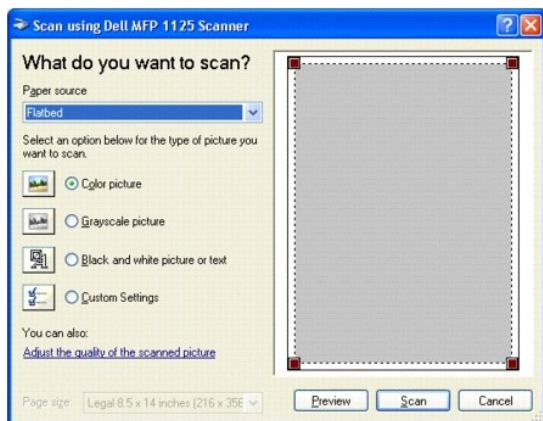 Scan using Dell MFP 1125 Scanner
What do you want to scan?
Paper source
Flatbed
Select an option below for the type of picture you
want to scan.
Color picture
Grayscale picture
Black and white picture or text
Custom Settings
You can also:
Adjust the quality of the scanned picture
Page size: Legal 8.5 x 14 inches (216 x 356
Preview Scan Cancel